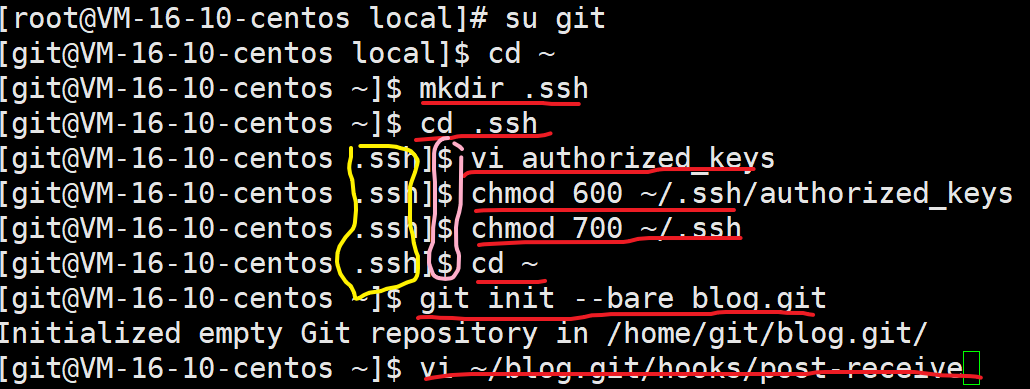 [root@VM-16-10-centos local]# su git
[git@VM-16-10-centos local]$ cd ~
[git@VM-16-10-centos ~]$ mkdir .ssh
[git@VM-16-10-centos ~]$ cd .ssh
[git@VM-16-10-centos .ssh]$ vi authorized_keys
[git@VM-16-10-centos .ssh]$ chmod 600 ~/.ssh/authorized_keys
[git@VM-16-10-centos .ssh]$ chmod 700 ~/.ssh
[git@VM-16-10-centos .ssh]$ cd ~
[git@VM-16-10-centos ~]$ git init --bare blog.git
Initialized empty Git repository in /home/git/blog.git/
[git@VM-16-10-centos ~]$ vi ~/blog.git/hooks/post-receive